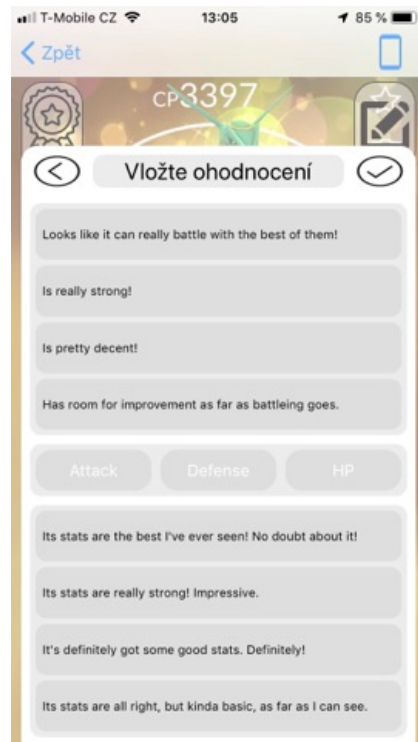 T-Mobile CZ 13:05 85 %
Zpět
CP3397
Vložte ohodnocení
Looks like it can really battle with the best of them!
Is really strong!
Is pretty decent!
Has room for improvement as far as battleing goes.
Attack Defense HP
Its stats are the best I've ever seen! No doubt about it!
Its stats are really strong! Impressive.
It's definitely got some good stats. Definitely!
Its stats are all right, but kinda basic, as far as I can see.